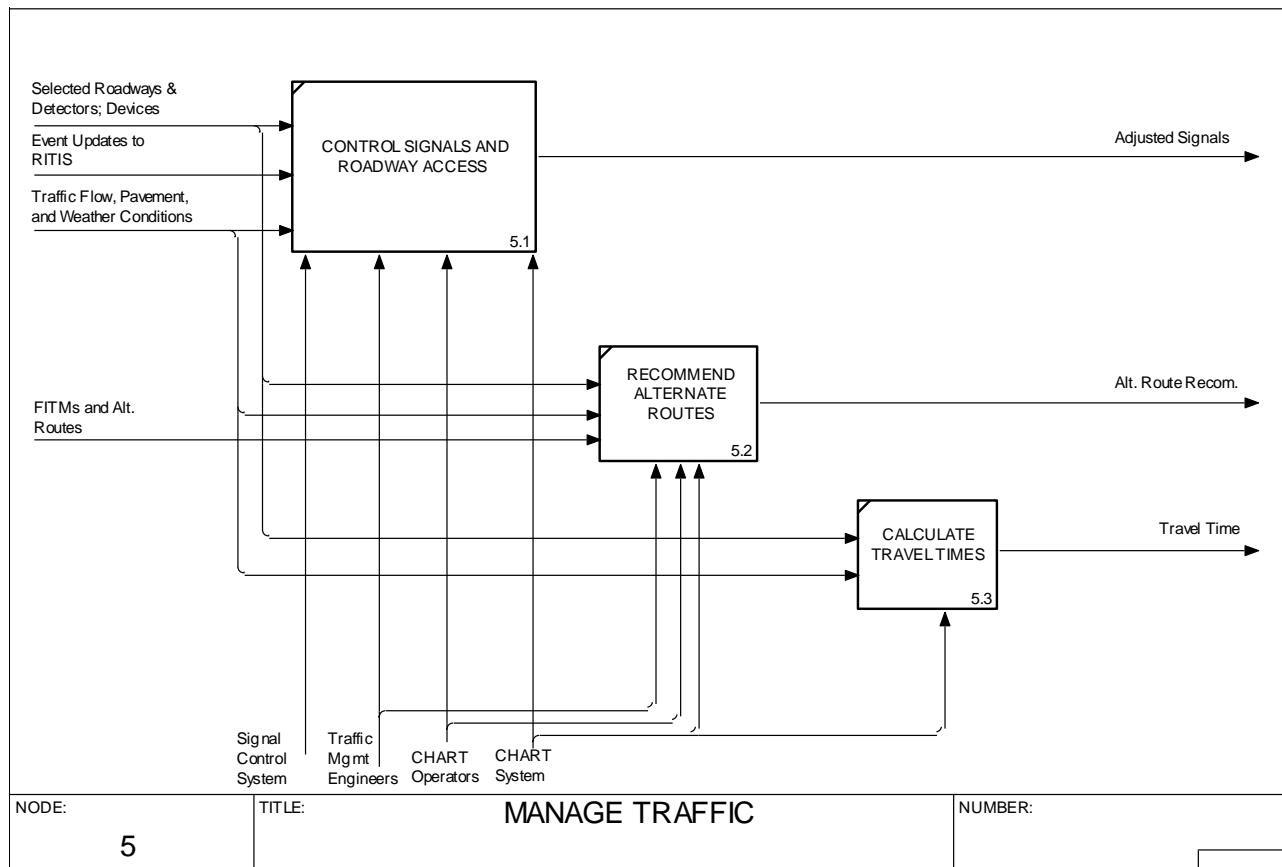 Selected Roadways &
Detectors; Devices
Event Updates to
RITIS
Traffic Flow, Pavement,
and Weather Conditions
CONTROL SIGNALS AND
ROADWAY ACCESS
5.1
Adjusted Signals
FITMs and Alt.
Routes
RECOMMEND
ALTERNATE
ROUTES
5.2
Alt. Route Recom.
CALCULATE
TRAVEL TIMES
5.3
Travel Time
Signal
Control
System
Traffic
Mgmt
Engineers
CHART
Operators
CHART
System
NODE:
5
TITLE:
MANAGE TRAFFIC
NUMBER: